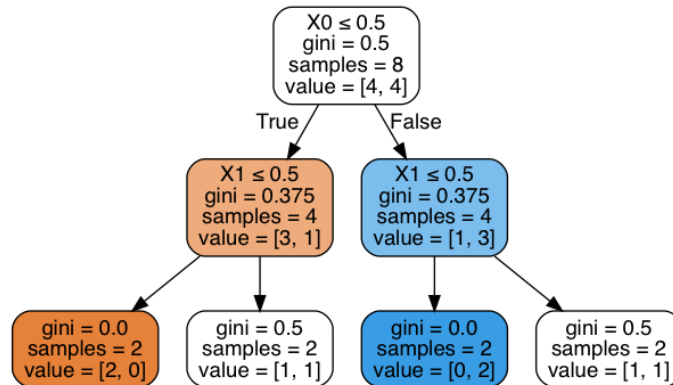 X0 ≤ 0.5
gini = 0.5
samples = 8
value = [4, 4]
True
False
X1 ≤ 0.5
gini = 0.375
samples = 4
value = [3, 1]
X1 ≤ 0.5
gini = 0.375
samples = 4
value = [1, 3]
gini = 0.0
samples = 2
value = [2, 0]
gini = 0.5
samples = 2
value = [1, 1]
gini = 0.0
samples = 2
value = [0, 2]
gini = 0.5
samples = 2
value = [1, 1]